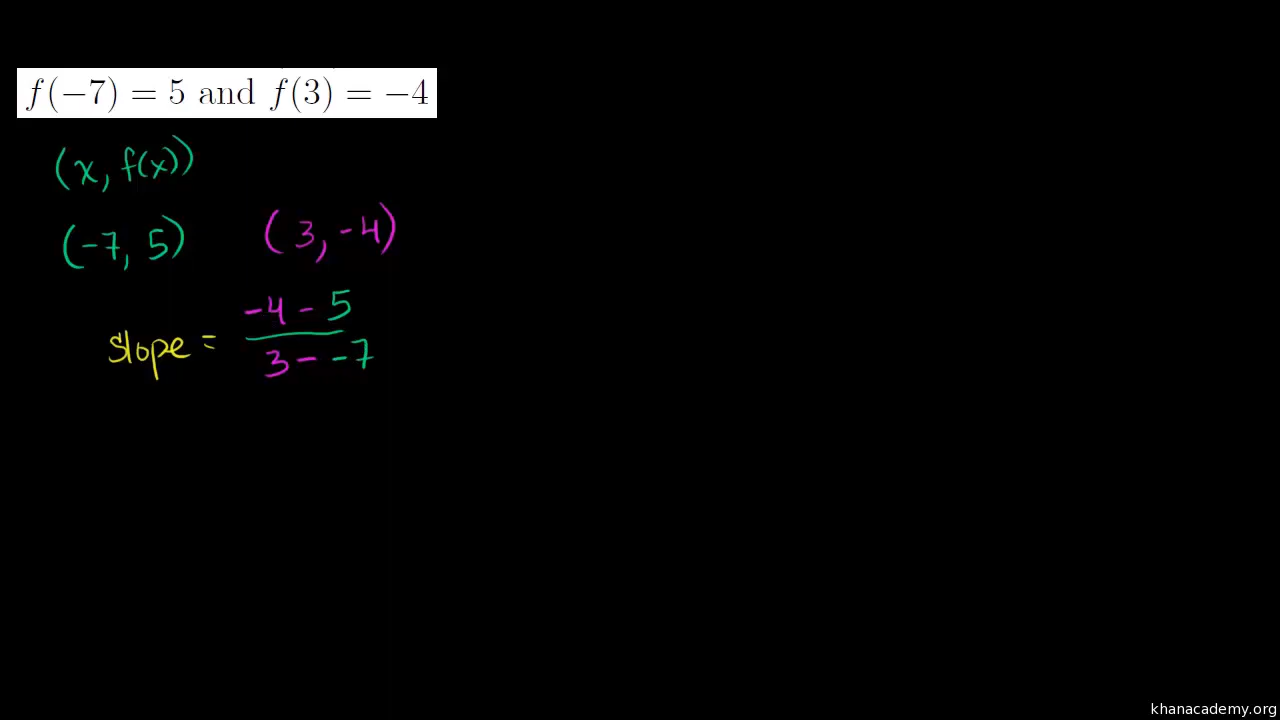 f(−7) = 5 and f(3) = −4
(x, f(x))
(-7, 5) (3, -4)
-4 - 5
slope =
3 - -7
khanacademy.org